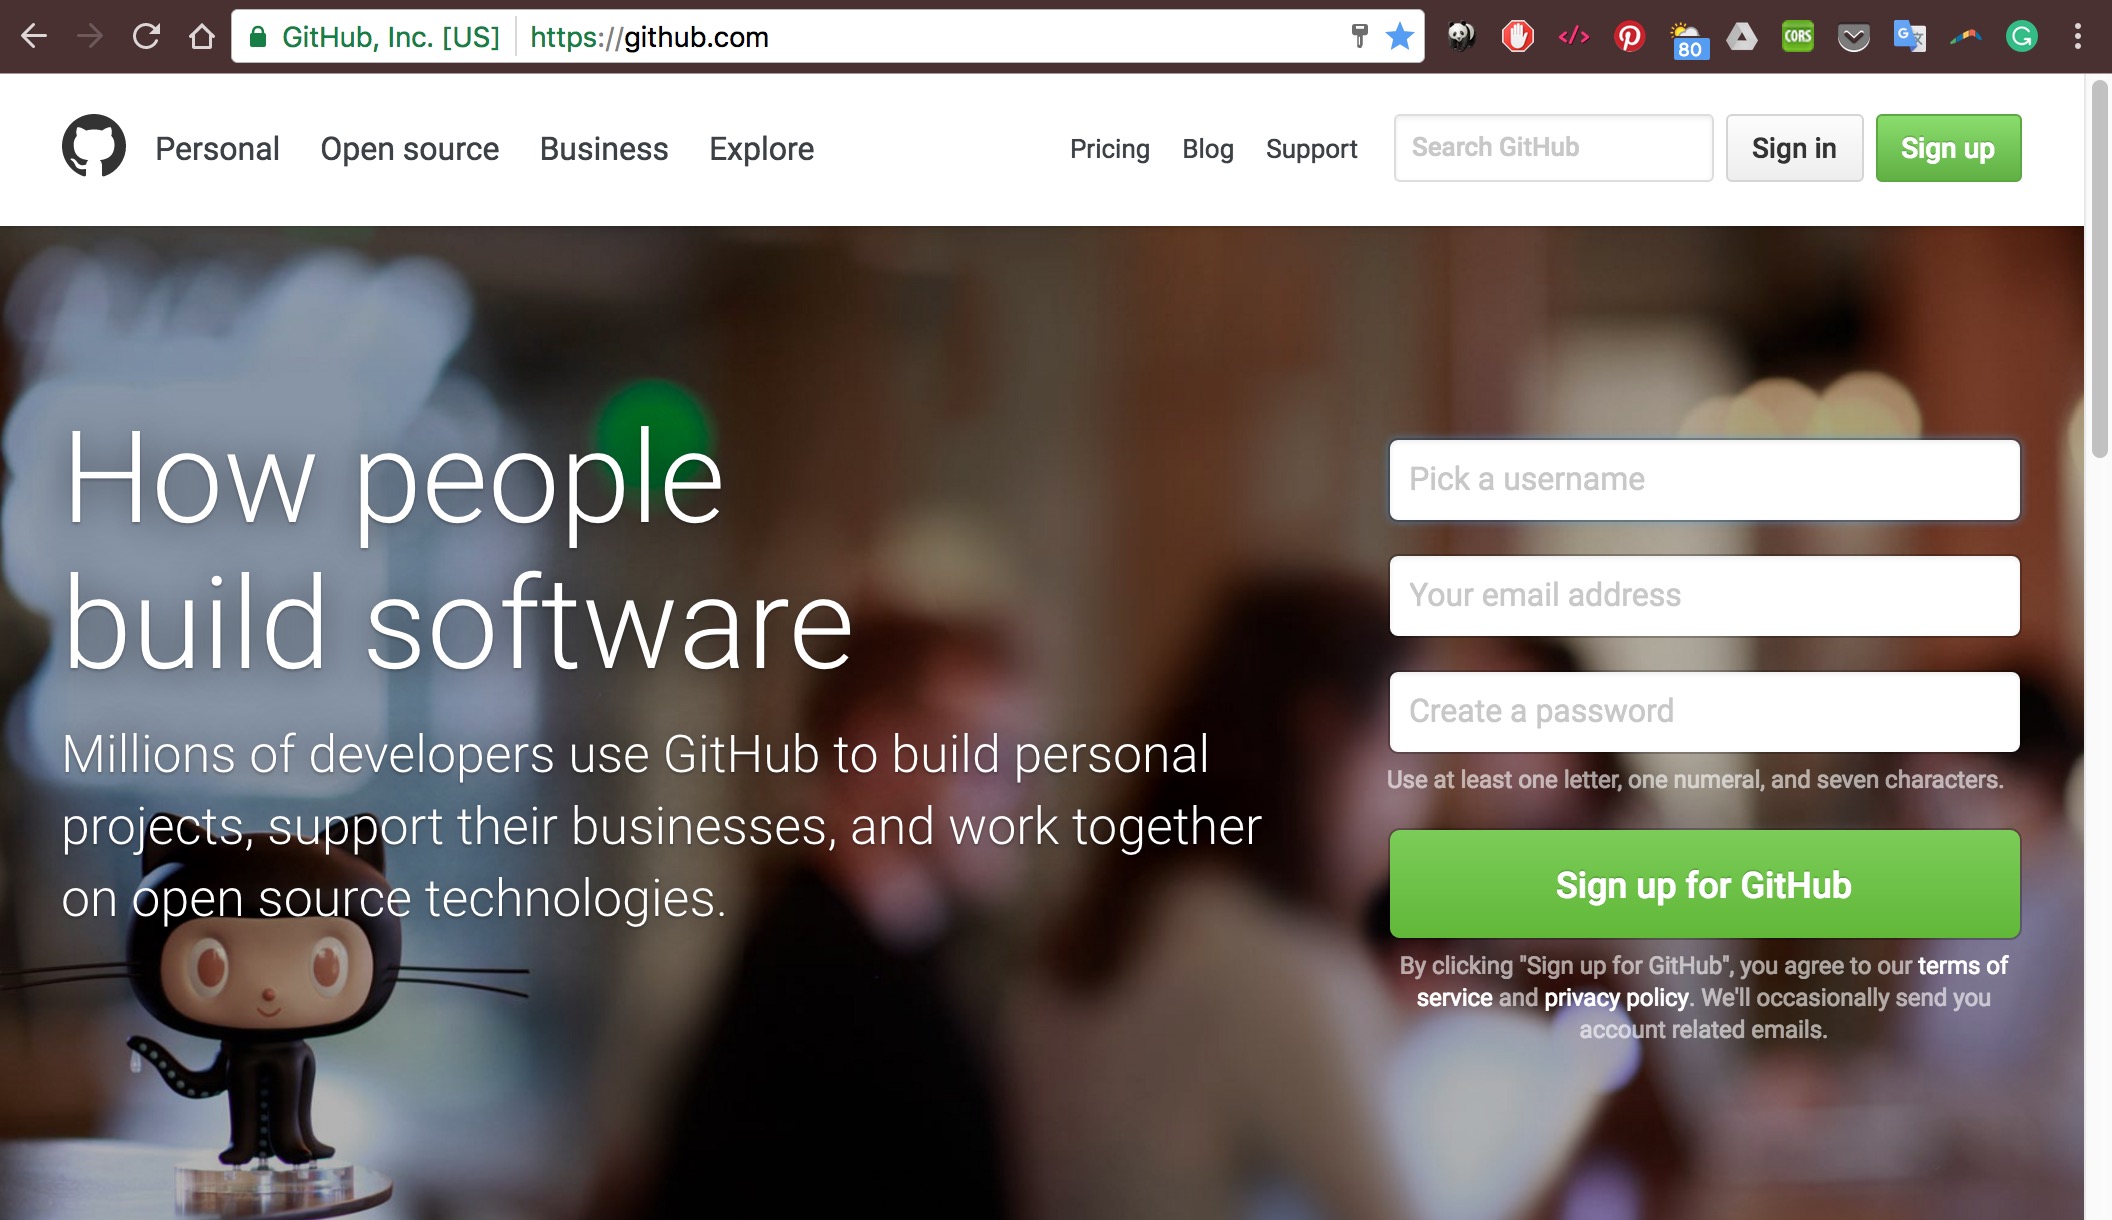 GitHub, Inc. [US] https://github.com
80
CORS
G
Personal Open source Business Explore Pricing Blog Support Search GitHub Sign in Sign up
How people
build software
Millions of developers use GitHub to build personal
projects, support their businesses, and work together
on open source technologies.
Pick a username
Your email address
Create a password
Use at least one letter, one numeral, and seven characters.
Sign up for GitHub
By clicking "Sign up for GitHub", you agree to our terms of
service and privacy policy. We'll occasionally send you
account related emails.